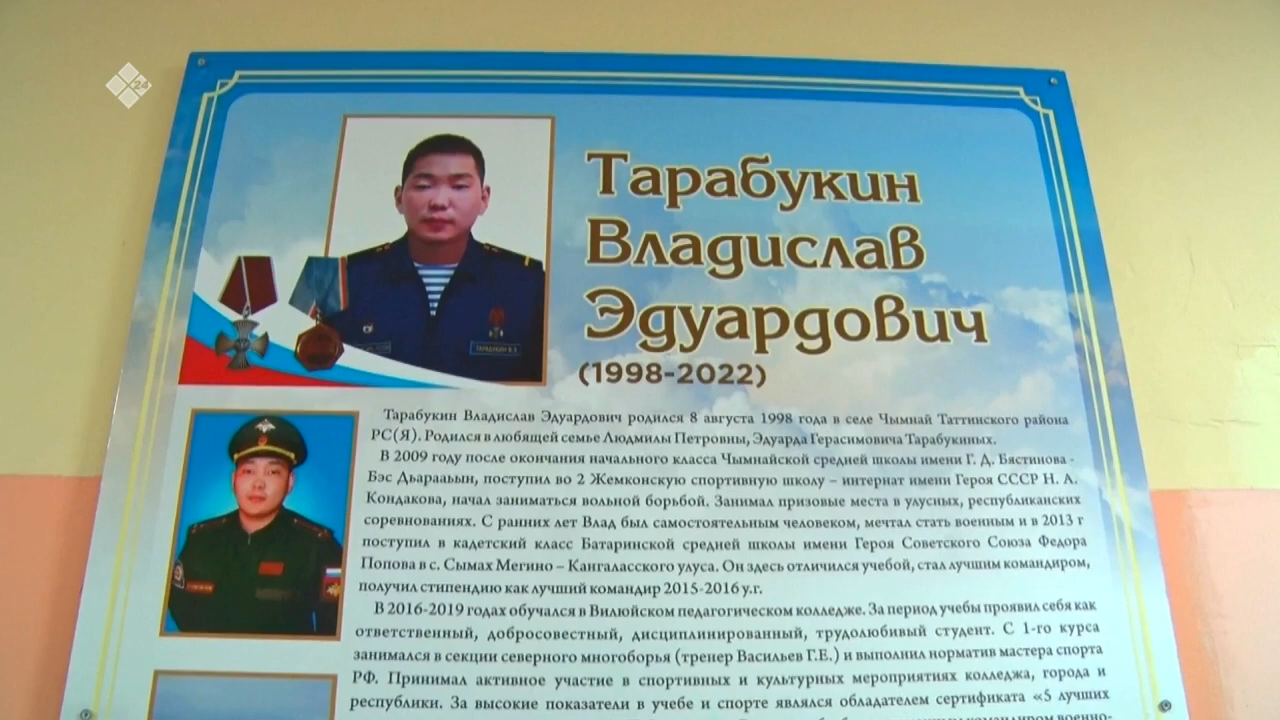 24
Тарабукин
Владислав
Эдуардович
(1998-2022)
ТАРАБУКИН В.Э.
Тарабукин Владислав Эдуардович родился 8 августа 1998 года в селе Чымнай Таттинского района
РС(Я). Родился в любящей семье Людмилы Петровны, Эдуарда Герасимовича Тарабукиных.
В 2009 году после окончания начального класса Чымнайской средней школы имени Г. Д. Бястинова -
Бэс Дьарааһын, поступил во 2 Жемконскую спортивную школу – интернат имени Героя СССР Н. А.
Кондакова, начал заниматься вольной борьбой. Занимал призовые места в улусных, республиканских
соревнованиях. С ранних лет Влад был самостоятельным человеком, мечтал стать военным и в 2013 г
поступил в кадетский класс Батаринской средней школы имени Героя Советского Союза Федора
Попова в с. Сымах Мегино – Кангаласского улуса. Он здесь отличился учебой, стал лучшим командиром,
получил стипендию как лучший командир 2015-2016 у.г.
В 2016-2019 годах обучался в Вилюйском педагогическом колледже. За период учебы проявил себя как
ответственный, добросовестный, дисциплинированный, трудолюбивый студент. С 1-го курса
занимался в секции северного многоборья (тренер Васильев Г.Е.) и выполнил норматив мастера спорта
РФ. Принимал активное участие в спортивных и культурных мероприятиях колледжа, города и
республики. За высокие показатели в учебе и спорте являлся обладателем сертификата «5 лучших